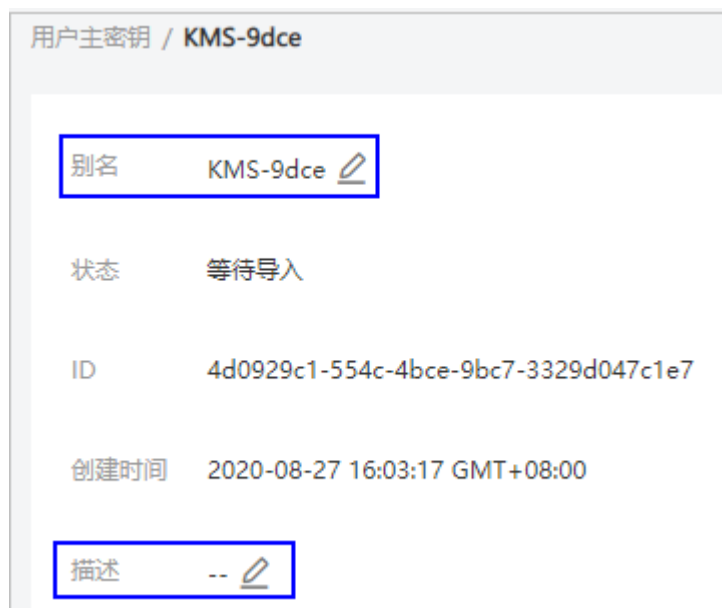 用户主密钥 / KMS-9dce
别名 KMS-9dce
状态 等待导入
ID 4d0929c1-554c-4bce-9bc7-3329d047c1e7
创建时间 2020-08-27 16:03:17 GMT+08:00
描述 --